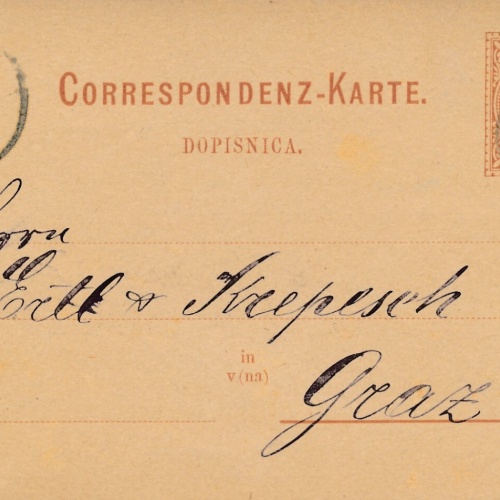 CORRESPONDENZ-KARTE.
DOPISNICA.
Ertl & Krepesch
in
v(na)
Graz